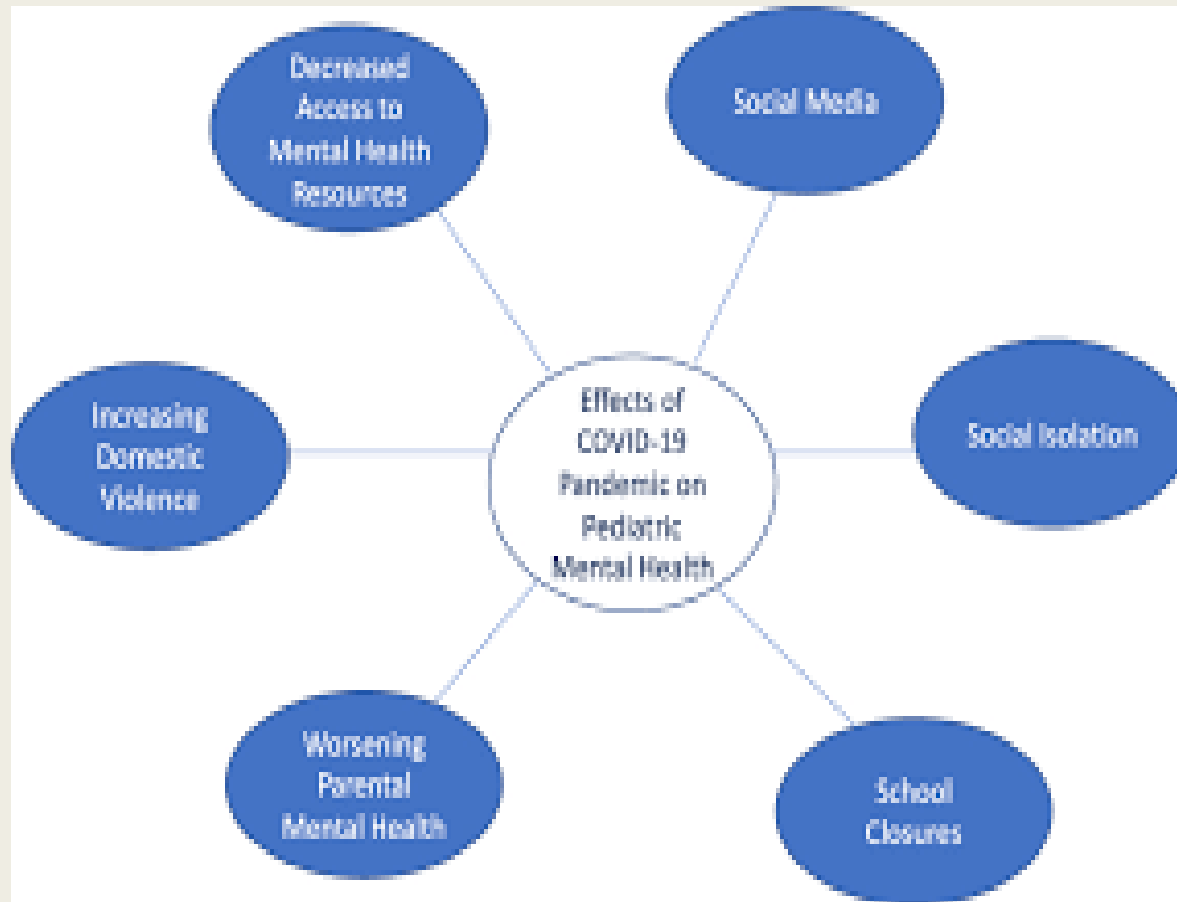 Decreased
Access to
Mental Health
Resources
Social Media
Increasing
Domestic
Violence
Effects of
COVID-19
Pandemic on
Pediatric
Mental Health
Social Isolation
Worsening
Parental
Mental Health
School
Closures